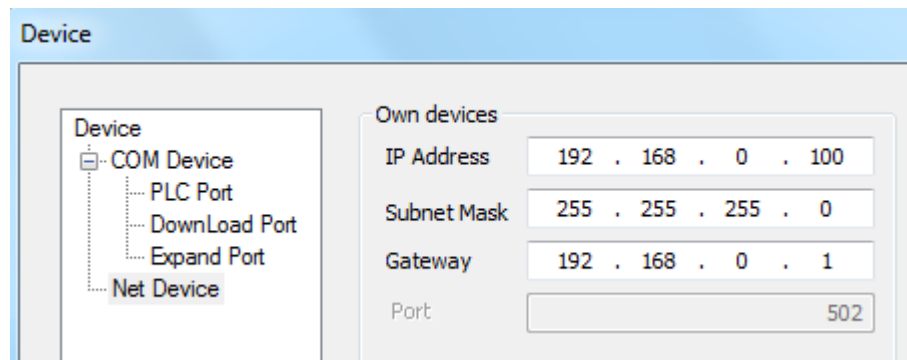 Device
Device
COM Device
PLC Port
DownLoad Port
Expand Port
Net Device
Own devices
IP Address 192 . 168 . 0 . 100
Subnet Mask 255 . 255 . 255 . 0
Gateway 192 . 168 . 0 . 1
Port 502